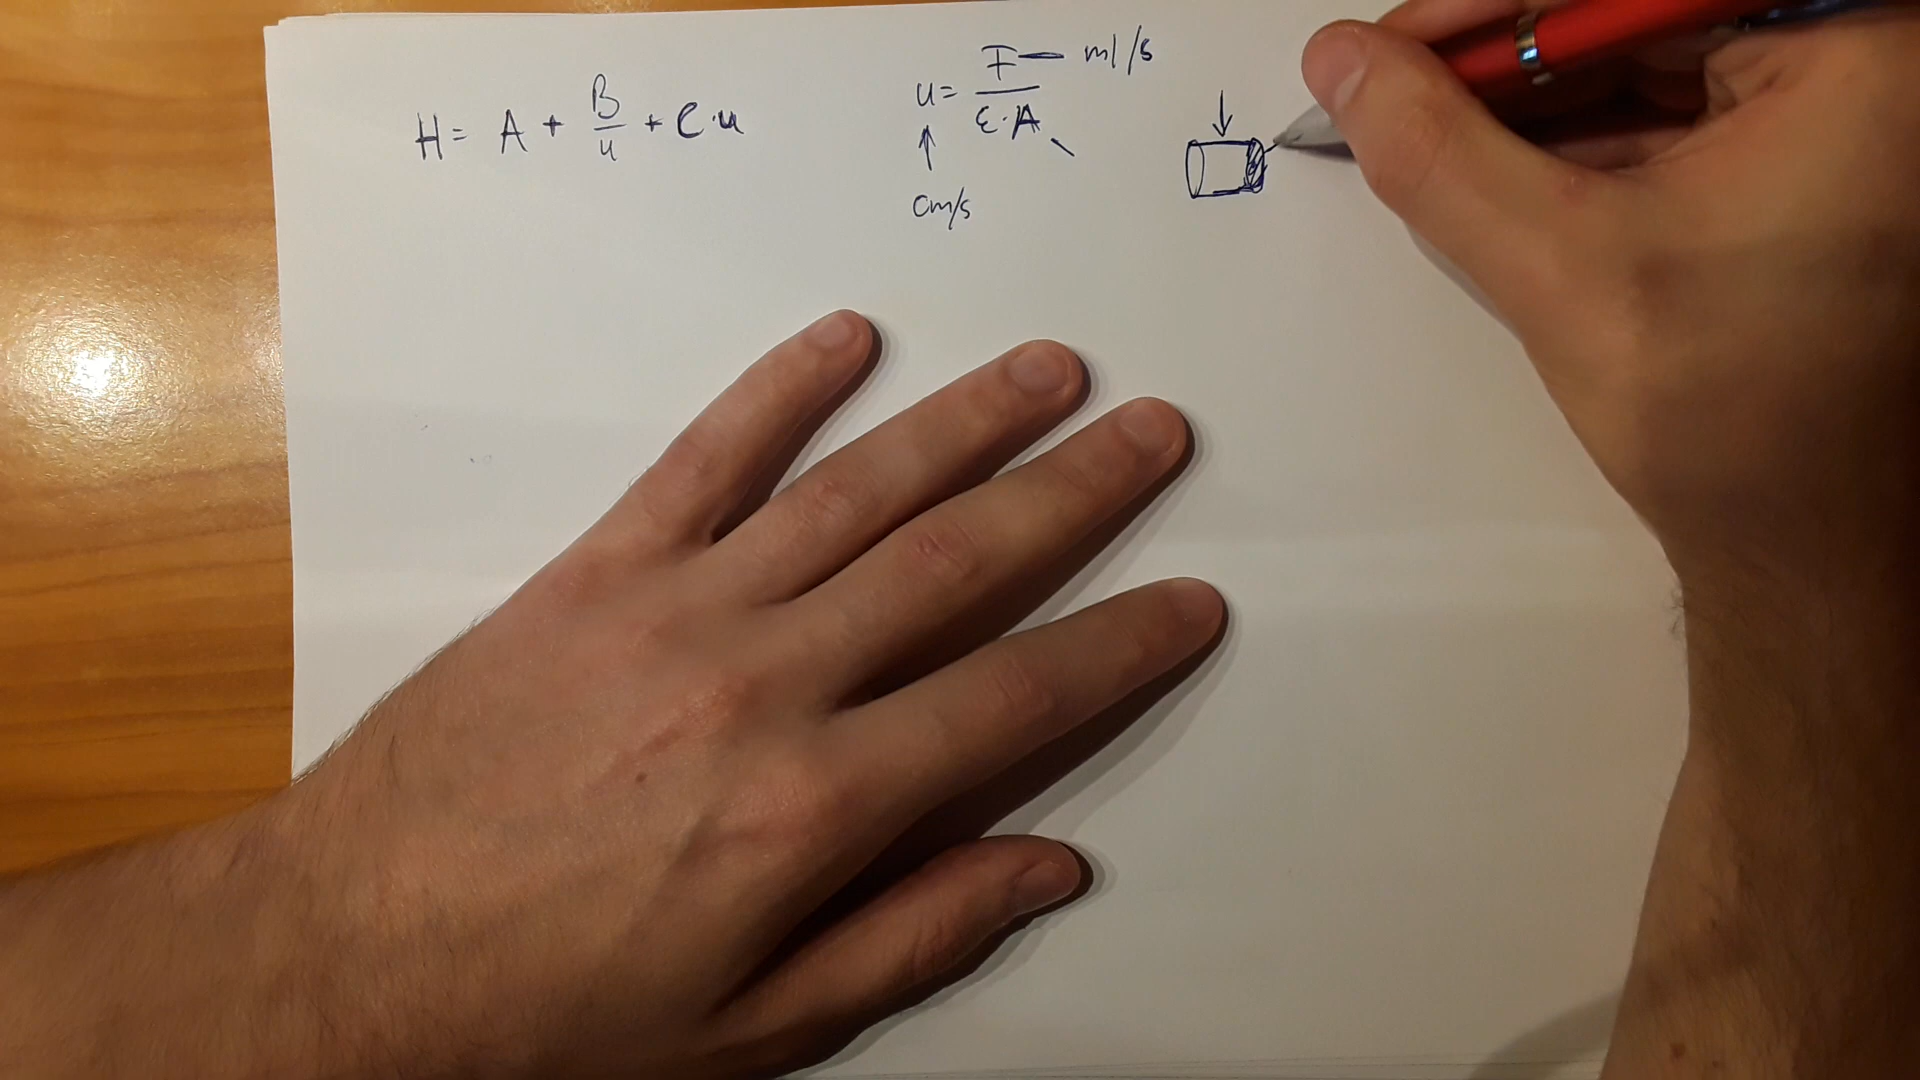 H = A + B/u + C·u
u = F/ε·A — ml/s
cm/s